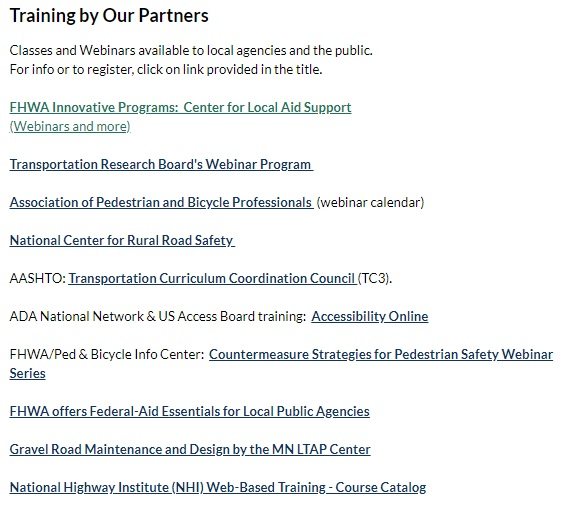 Training by Our Partners
Classes and Webinars available to local agencies and the public.
For info or to register, click on link provided in the title.
FHWA Innovative Programs:  Center for Local Aid Support
(Webinars and more)
Transportation Research Board's Webinar Program
Association of Pedestrian and Bicycle Professionals  (webinar calendar)
National Center for Rural Road Safety
AASHTO: Transportation Curriculum Coordination Council (TC3).
ADA National Network & US Access Board training:  Accessibility Online
FHWA/Ped & Bicycle Info Center:  Countermeasure Strategies for Pedestrian Safety Webinar
Series
FHWA offers Federal-Aid Essentials for Local Public Agencies
Gravel Road Maintenance and Design by the MN LTAP Center
National Highway Institute (NHI) Web-Based Training - Course Catalog